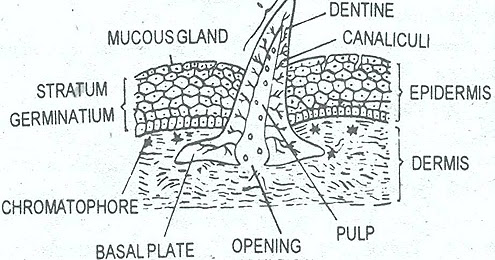 DENTINE
MUCOUS GLAND
CANALICULI
STRATUM
GERMINATIUM
EPIDERMIS
DERMIS
CHROMATOPHORE
PULP
BASAL PLATE
OPENING